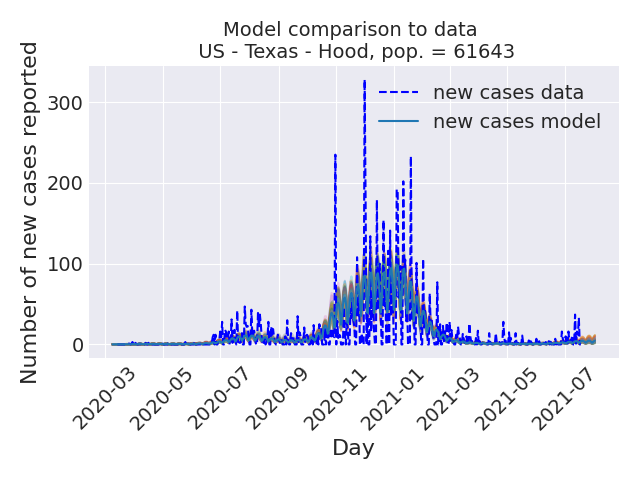 Model comparison to data
US - Texas - Hood, pop. = 61643
Number of new cases reported
300
200
100
0
new cases data
new cases model
2020-03
2020-05
2020-07
2020-09
2020-11
2021-01
2021-03
2021-05
2021-07
Day